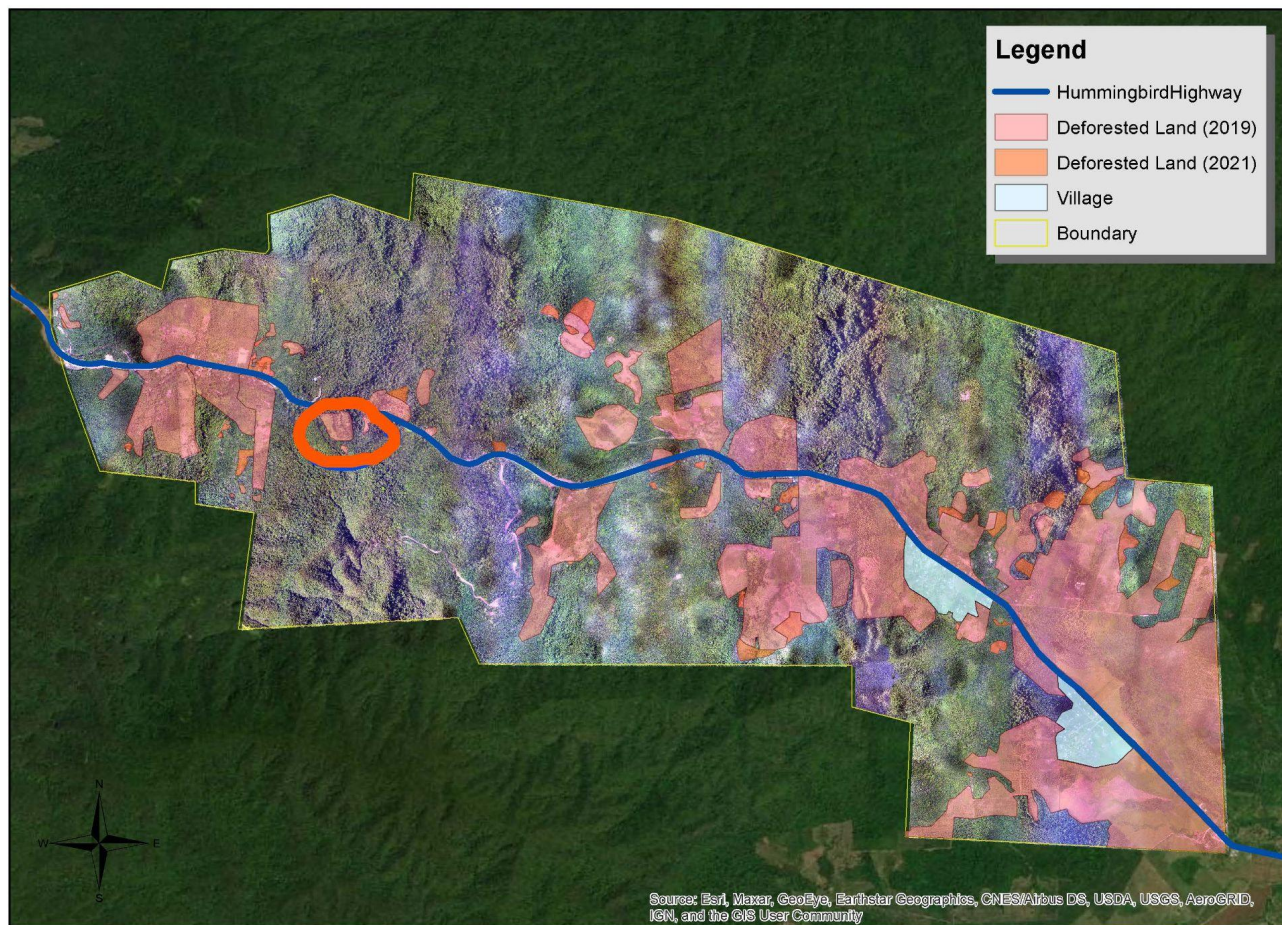 Legend
HummingbirdHighway
Deforested Land (2019)
Deforested Land (2021)
Village
Boundary
N
W
E
S
Source: Esri, Maxar, GeoEye, Earthstar Geographics, CNES/Airbus DS, USDA, USGS, AeroGRID,
IGN, and the GIS User Community